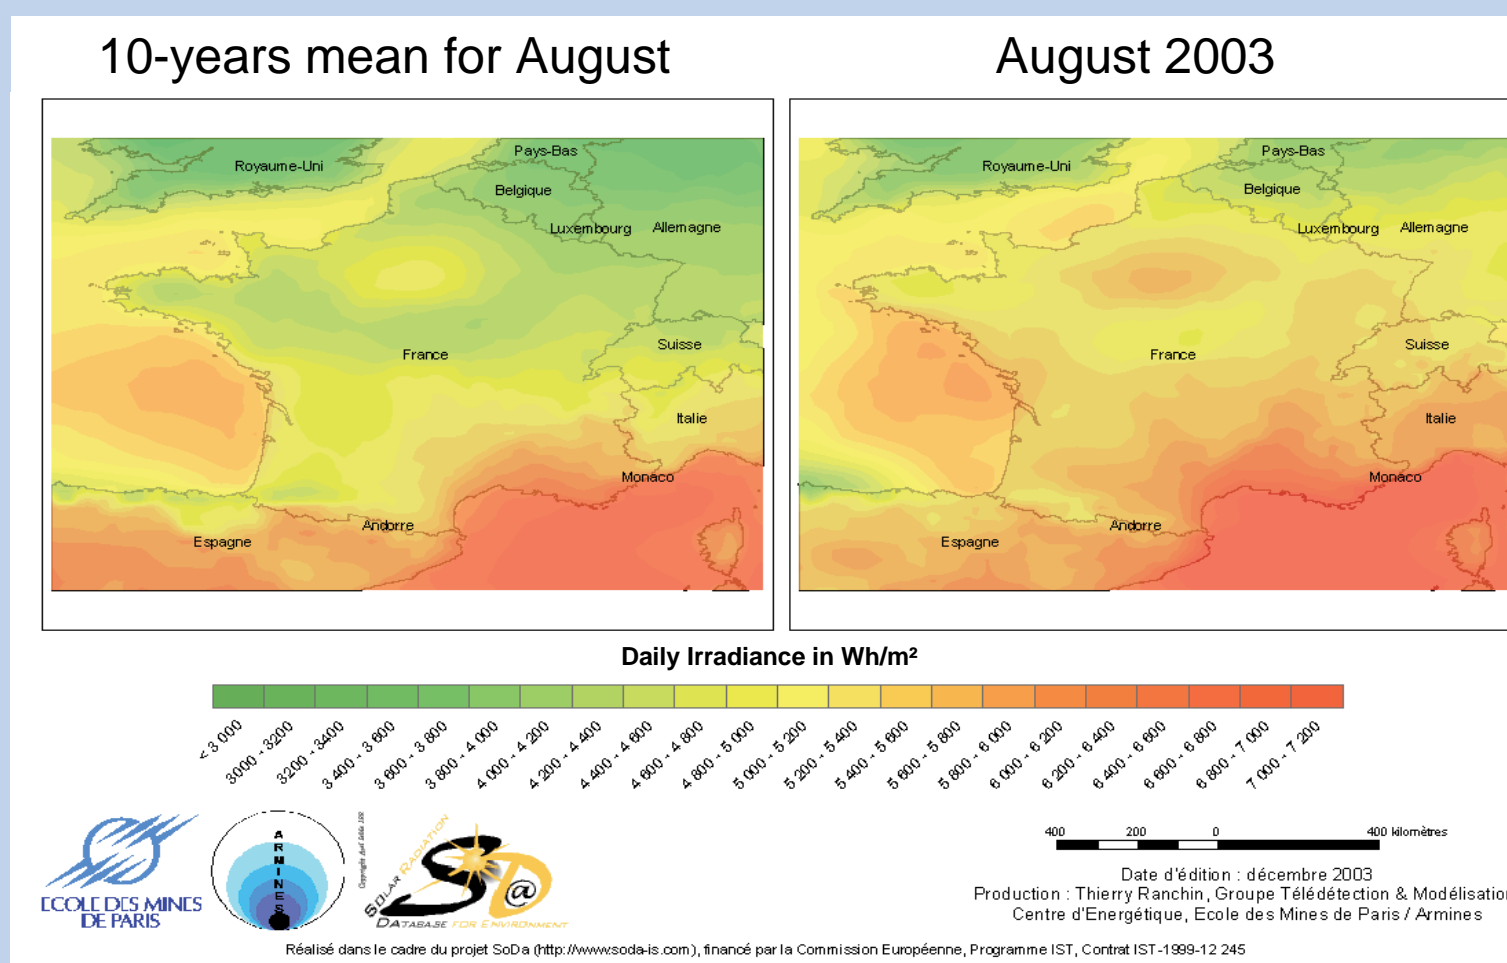 10-years mean for August
August 2003
Royaume-Uni
Pays-Bas
Belgique
Luxembourg
Allemagne
France
Suisse
Italie
Monaco
Andorre
Espagne
Royaume-Uni
Pays-Bas
Belgique
Luxembourg
Allemagne
France
Suisse
Italie
Monaco
Andorre
Espagne
Daily Irradiance in Wh/m²
< 3 000
3000 - 3200
3200 - 3400
3 400 - 3 600
3 600 - 3 800
3 800 - 4 000
4 000 - 4 200
4 200 - 4 400
4 400 - 4 600
4 600 - 4 800
4 800 - 5 000
5 000 - 5 200
5 200 - 5 400
5 400 - 5 600
5 600 - 5 800
5 800 - 6 000
6 000 - 6 200
6 200 - 6 400
6 400 - 6 600
6 600 - 6 800
6 800 - 7 000
7 000 - 7 200
ECOLE DES MINES
DE PARIS
ARMINES
Copyright
SOLAR RADIATION
SD@
DATABASE FOR ENVIRONMENT
400 200 0 400 kilomètres
Date d'édition : décembre 2003
Production : Thierry Ranchin, Groupe Télédétection & Modélisation
Centre d'Energétique, Ecole des Mines de Paris / Armines
Réalisé dans le cadre du projet SoDa (http://www.soda-is.com), financé par la Commission Européenne, Programme IST, Contrat IST-1999-12 245